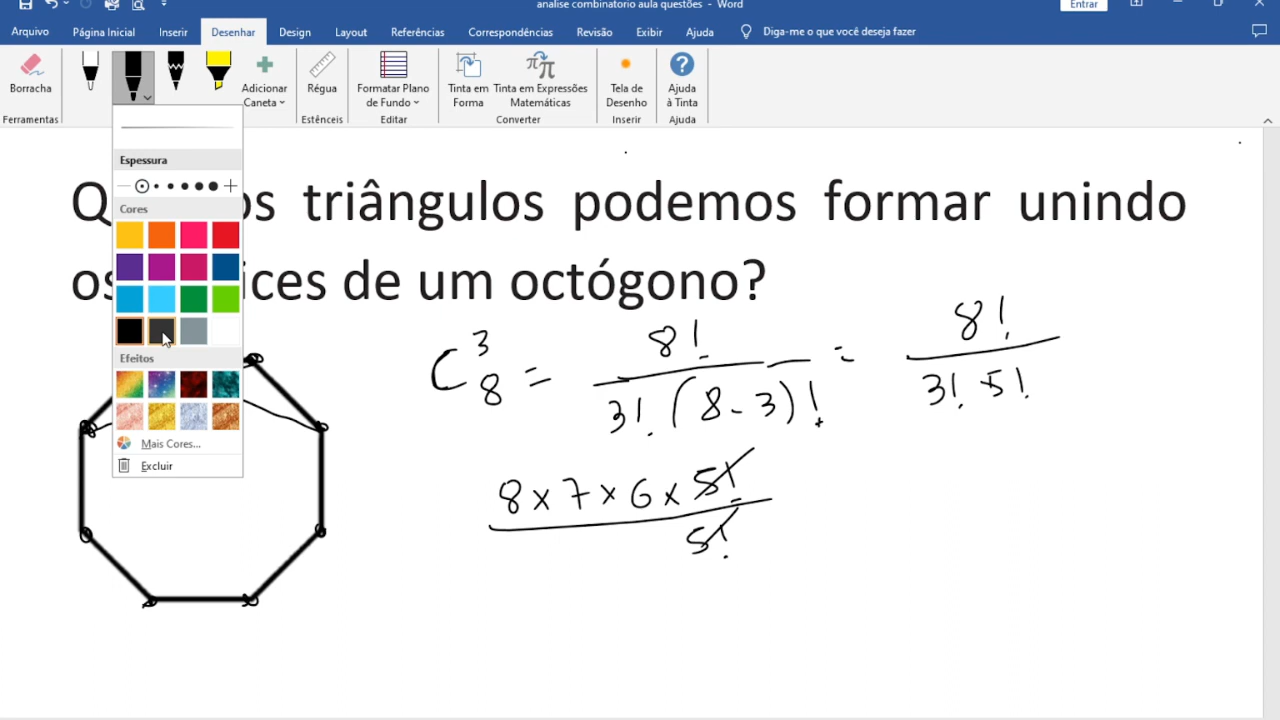 analise combinatorio aula questões - Word
Entrar
Arquivo Página Inicial Inserir Desenhar Design Layout Referências Correspondências Revisão Exibir Ajuda Diga-me o que você deseja fazer
Borracha
Adicionar Caneta
Régua
Formatar Plano de Fundo
Tinta em Forma
Tinta em Expressões Matemáticas
Tela de Desenho
Ajuda à Tinta
Ferramentas
Estênceis Editar Converter Inserir Ajuda
Espessura
Cores
Efeitos
Mais Cores...
Excluir
Q os triângulos podemos formar unindo
os ices de um octógono?
C 3 8 = 8! / 3! (8 - 3)! = 8! / 3! 5!
8 x 7 x 6 x 5! / 5!